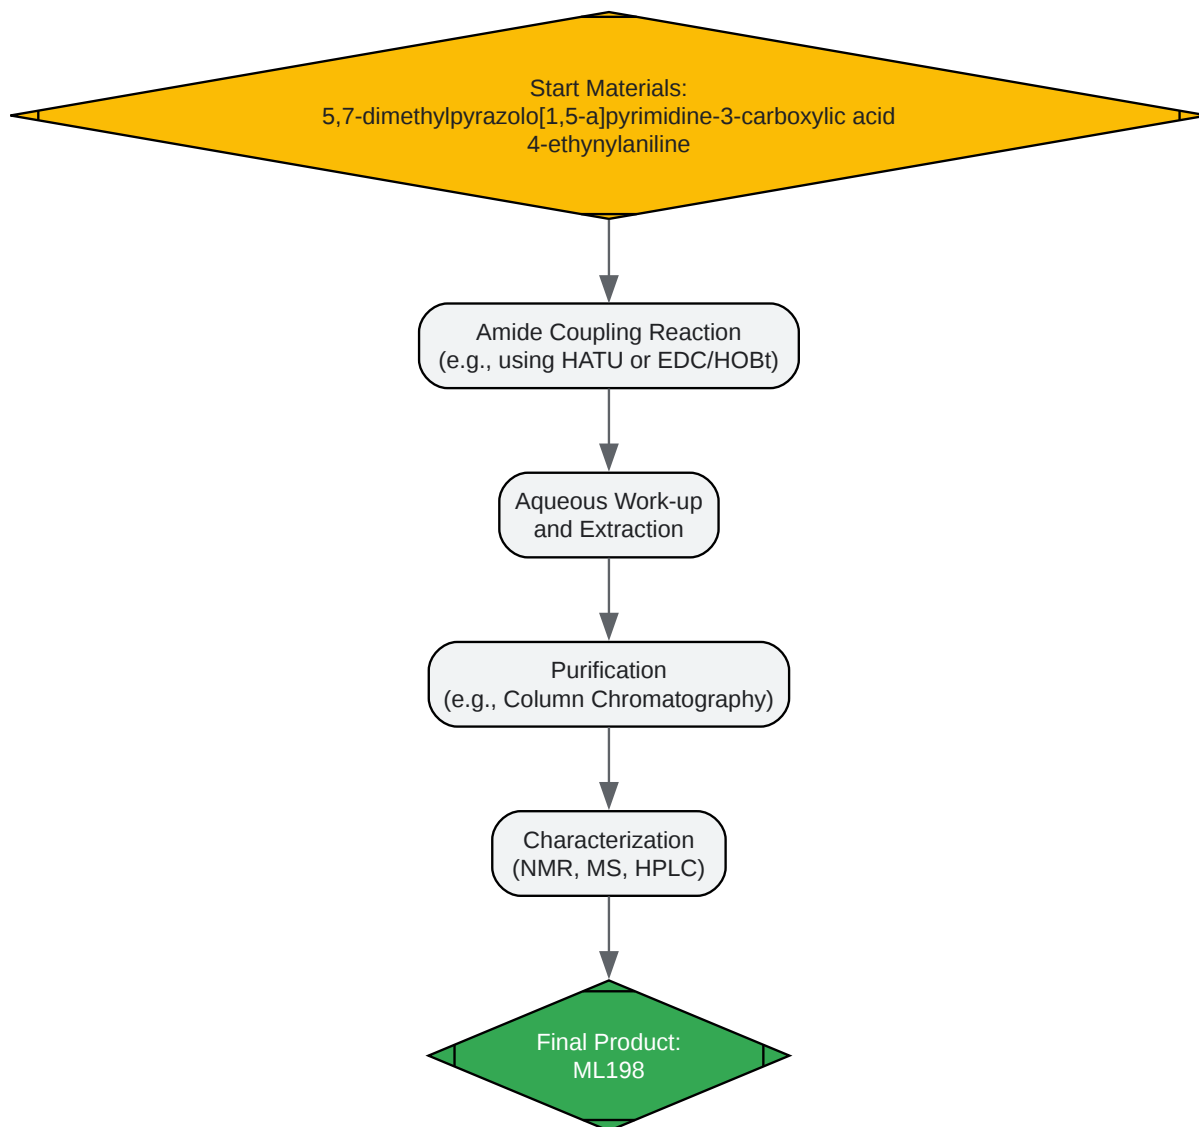 Start Materials:
5,7-dimethylpyrazolo[1,5-a]pyrimidine-3-carboxylic acid
4-ethynylaniline
Amide Coupling Reaction
(e.g., using HATU or EDC/HOBt)
Aqueous Work-up
and Extraction
Purification
(e.g., Column Chromatography)
Characterization
(NMR, MS, HPLC)
Final Product:
ML198